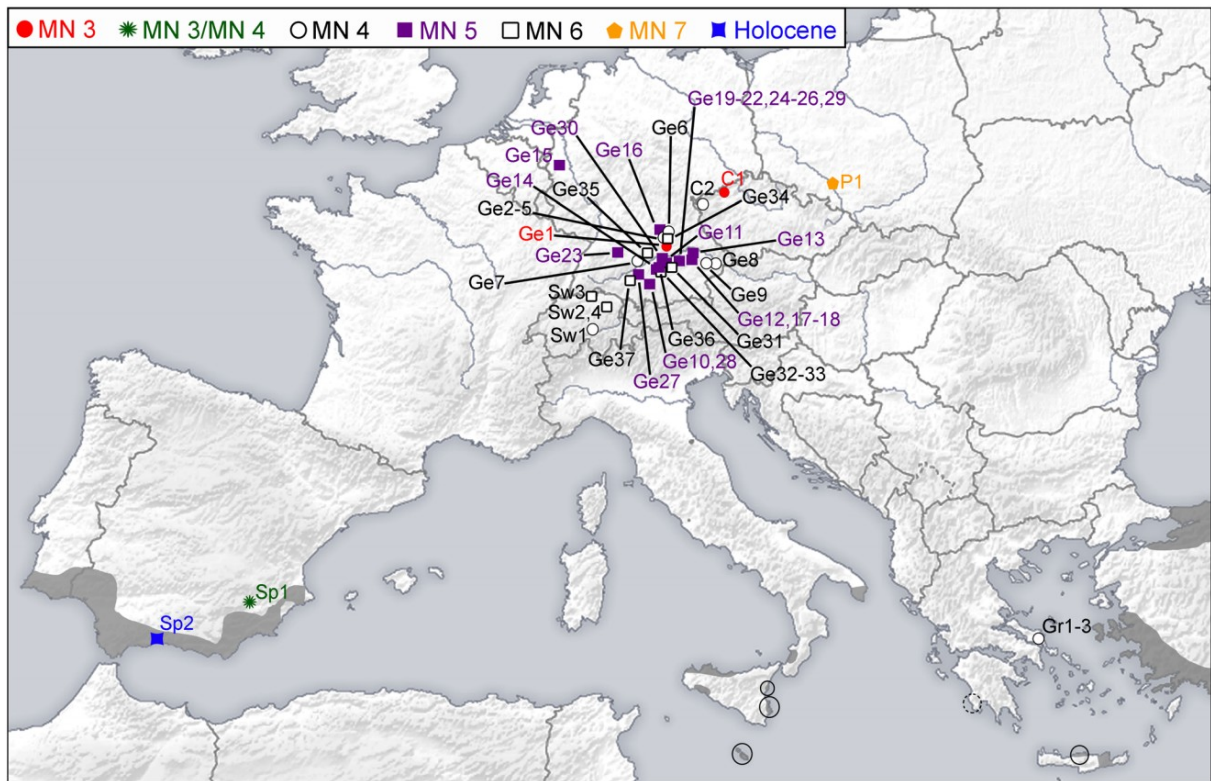 MN 3 MN 3/MN 4 MN 4 MN 5 MN 6 MN 7 Holocene
Ge19-22,24-26,29
Ge30 Ge6
Ge15 Ge16
Ge14 Ge35 C2 C1 P1
Ge2-5 Ge34
Ge1 Ge11 Ge13
Ge23 Ge8
Ge7 Ge9
Sw3
Sw2,4 Ge12,17-18
Sw1 Ge36 Ge31
Ge37 Ge10,28 Ge32-33
Ge27
Sp1
Sp2 Gr1-3